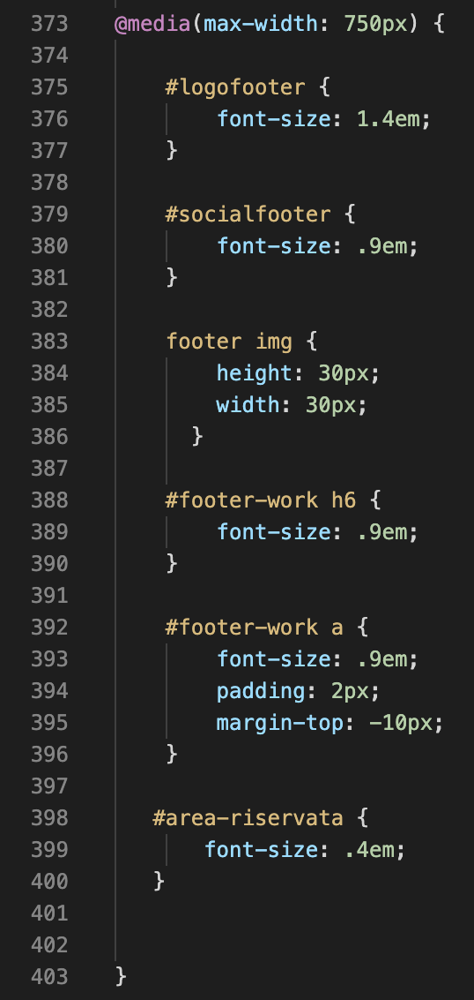 373 @media(max-width: 750px) {
374
375     #logofooter {
376         font-size: 1.4em;
377     }
378
379     #socialfooter {
380         font-size: .9em;
381     }
382
383     footer img {
384         height: 30px;
385         width: 30px;
386       }
387
388     #footer-work h6 {
389         font-size: .9em;
390     }
391
392     #footer-work a {
393         font-size: .9em;
394         padding: 2px;
395         margin-top: -10px;
396     }
397
398    #area-riservata {
399        font-size: .4em;
400    }
401
402
403 }